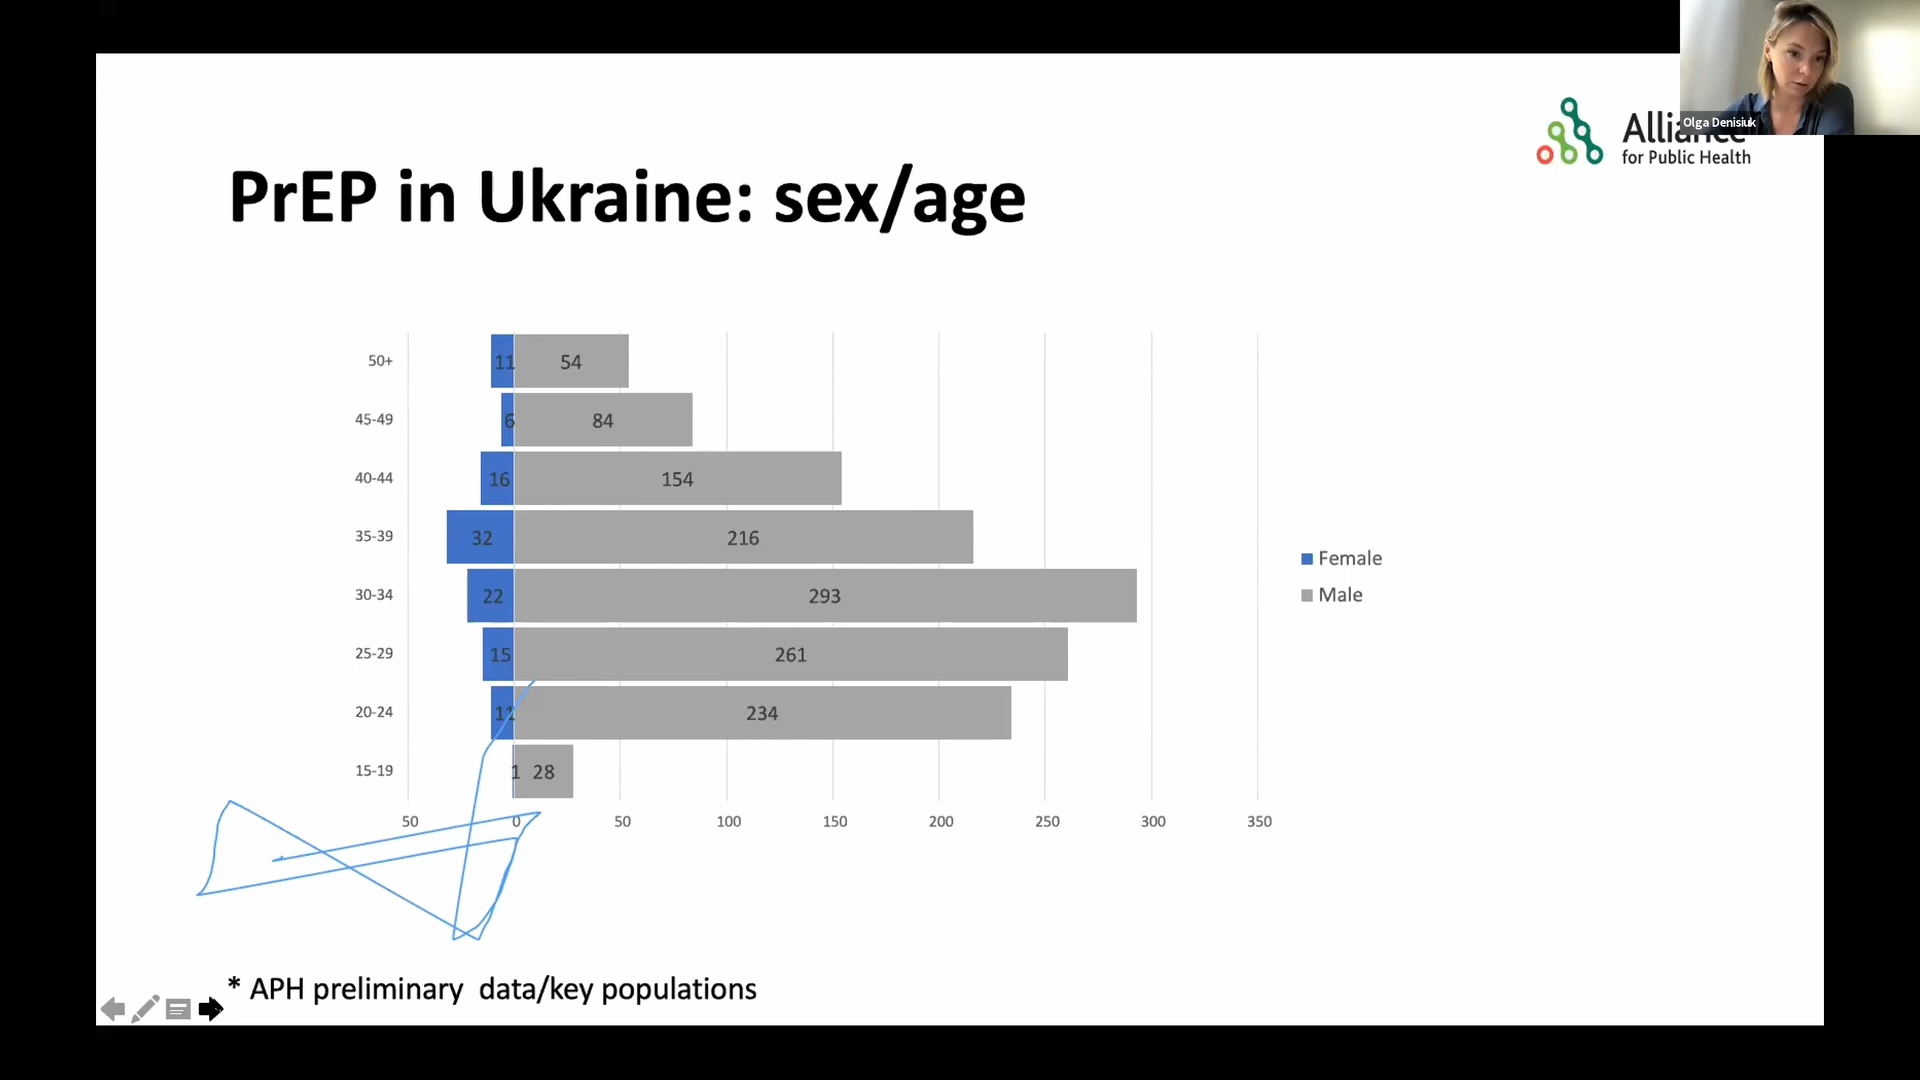 Olga Denisiuk
Alliance
for Public Health
PrEP in Ukraine: sex/age
50+ 11 54
45-49 6 84
40-44 16 154
35-39 32 216
30-34 22 293
25-29 15 261
20-24 11 234
15-19 1 28
50 0 50 100 150 200 250 300 350
Female
Male
* APH preliminary data/key populations